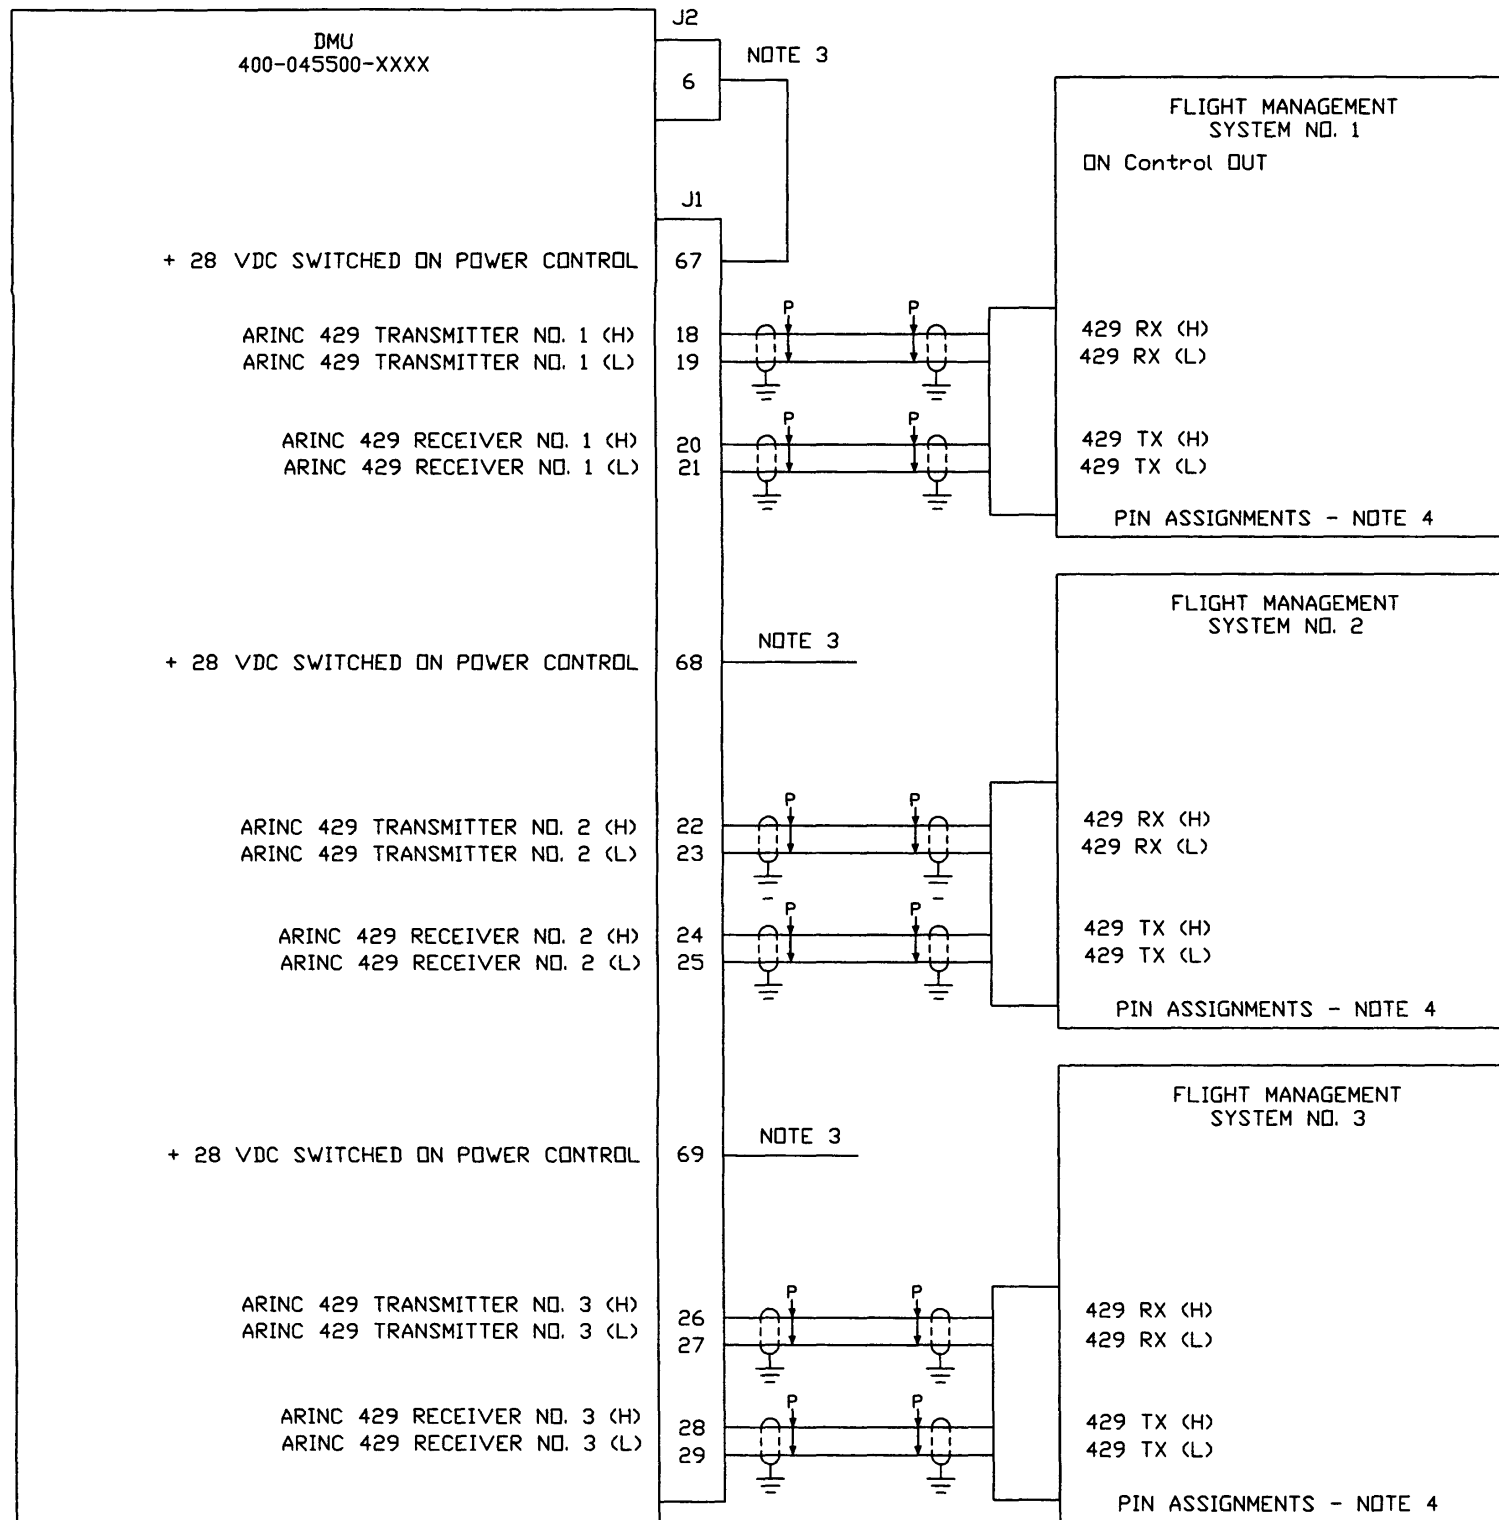 J2
DMU
400-045500-XXXX
NOTE 3
6
FLIGHT MANAGEMENT
SYSTEM NO. 1
ON Control OUT
J1
+ 28 VDC SWITCHED ON POWER CONTROL 67
P P
ARINC 429 TRANSMITTER NO. 1 (H) 18 429 RX (H)
ARINC 429 TRANSMITTER NO. 1 (L) 19 429 RX (L)
P P
ARINC 429 RECEIVER NO. 1 (H) 20 429 TX (H)
ARINC 429 RECEIVER NO. 1 (L) 21 429 TX (L)
PIN ASSIGNMENTS - NOTE 4
FLIGHT MANAGEMENT
SYSTEM NO. 2
NOTE 3
+ 28 VDC SWITCHED ON POWER CONTROL 68
P P
ARINC 429 TRANSMITTER NO. 2 (H) 22 429 RX (H)
ARINC 429 TRANSMITTER NO. 2 (L) 23 429 RX (L)
P P
ARINC 429 RECEIVER NO. 2 (H) 24 429 TX (H)
ARINC 429 RECEIVER NO. 2 (L) 25 429 TX (L)
PIN ASSIGNMENTS - NOTE 4
FLIGHT MANAGEMENT
SYSTEM NO. 3
NOTE 3
+ 28 VDC SWITCHED ON POWER CONTROL 69
P P
ARINC 429 TRANSMITTER NO. 3 (H) 26 429 RX (H)
ARINC 429 TRANSMITTER NO. 3 (L) 27 429 RX (L)
P P
ARINC 429 RECEIVER NO. 3 (H) 28 429 TX (H)
ARINC 429 RECEIVER NO. 3 (L) 29 429 TX (L)
PIN ASSIGNMENTS - NOTE 4